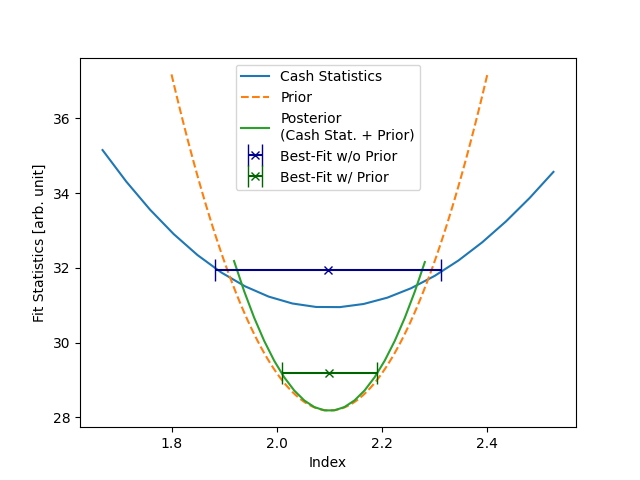 Cash Statistics
Prior
Posterior
(Cash Stat. + Prior)
Best-Fit w/o Prior
Best-Fit w/ Prior
36
34
32
30
28
Fit Statistics [arb. unit]
1.8
2.0
2.2
2.4
Index